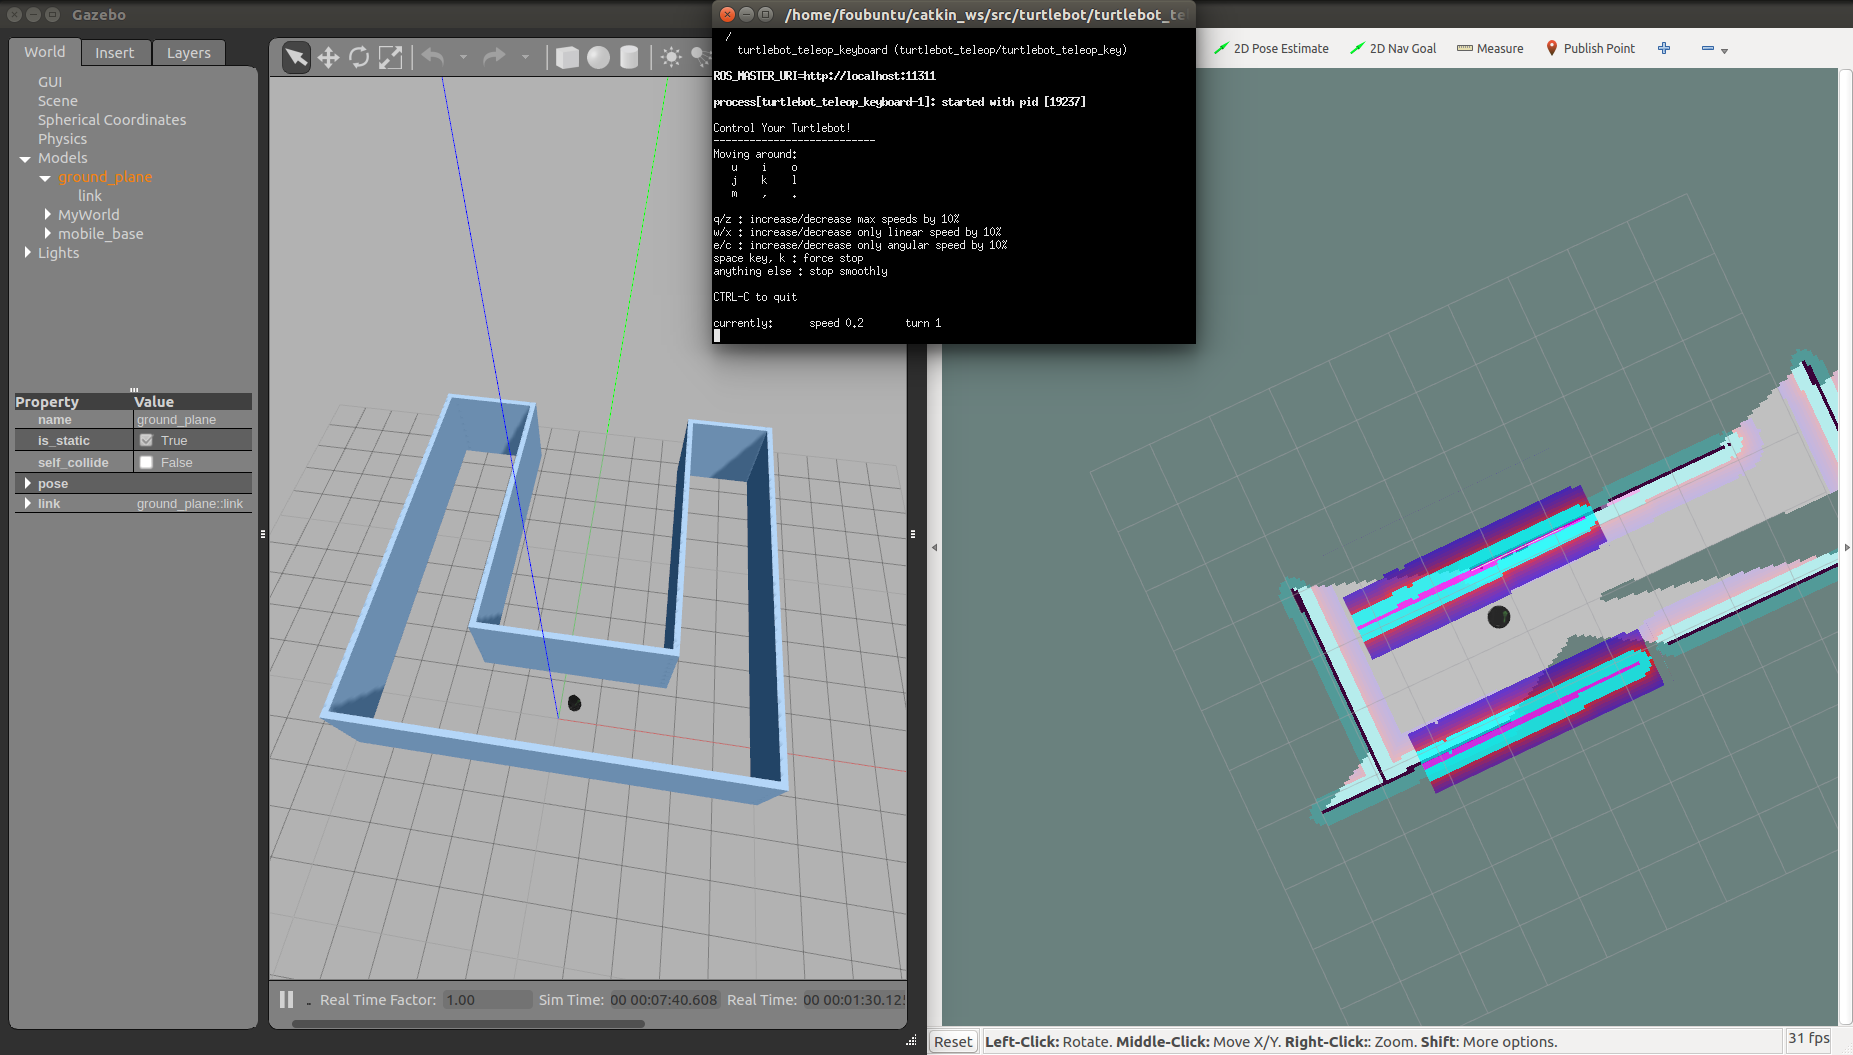 Gazebo
World
Insert
Layers
GUI
Scene
Spherical Coordinates
Physics
Models
ground_plane
link
MyWorld
mobile_base
Lights
Property Value
name ground_plane
is_static True
self_collide False
pose
link ground_plane::link
/home/foubuntu/catkin_ws/src/turtlebot/turtlebot_te
/
turtlebot_teleop_keyboard (turtlebot_teleop/turtlebot_teleop_key)
ROS_MASTER_URI=http://localhost:11311
process[turtlebot_teleop_keyboard-1]: started with pid [19237]
Control Your Turtlebot!
---------------------------
Moving around:
u i o
j k l
m , .
q/z : increase/decrease max speeds by 10%
w/x : increase/decrease only linear speed by 10%
e/c : increase/decrease only angular speed by 10%
space key, k : force stop
anything else : stop smoothly
CTRL-C to quit
currently: speed 0.2 turn 1
2D Pose Estimate
2D Nav Goal
Measure
Publish Point
Real Time Factor: 1.00 Sim Time: 00 00:07:40.608 Real Time: 00 00:01:30.12
Reset
Left-Click: Rotate. Middle-Click: Move X/Y. Right-Click:: Zoom. Shift: More options.
31 fps